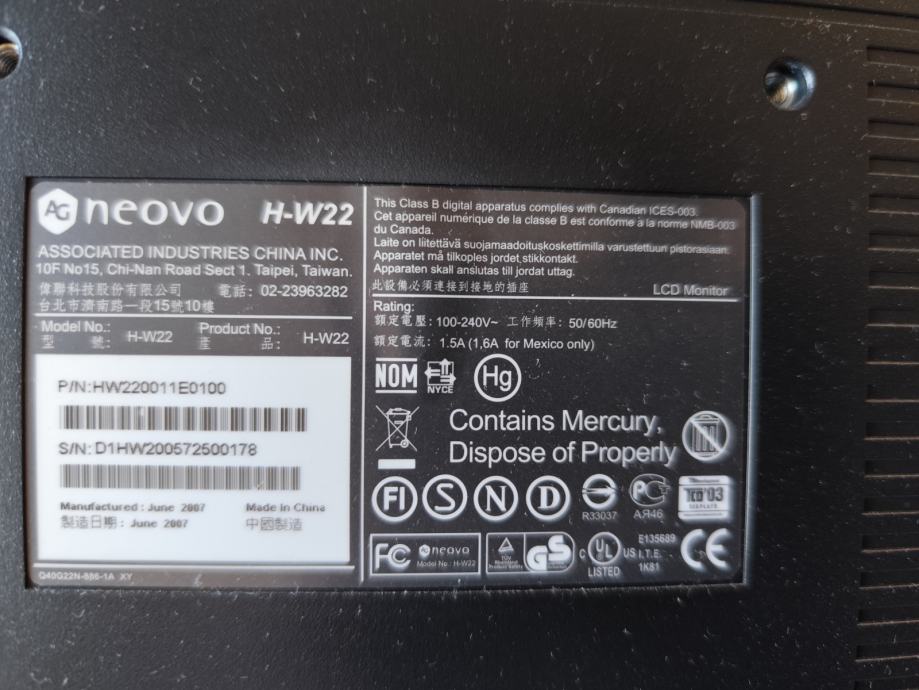 AG neovo H-W22
ASSOCIATED INDUSTRIES CHINA INC.
10F No15, Chi-Nan Road Sect 1. Taipei, Taiwan.
偉聯科技股份有限公司 電話: 02-23963282
台北市濟南路一段15號10樓
Model No.: H-W22 Product No.: H-W22
型 號: 產 品:
P/N:HW220011E0100
S/N: D1HW200572500178
Manufactured : June 2007 Made in China
製造日期 : June 2007 中國製造
Q40G22N-886-1A XY
This Class B digital apparatus complies with Canadian ICES-003.
Cet appareil numérique de la classe B est conforme à la norme NMB-003
du Canada.
Laite on liitettävä suojamaadoituskoskettimilla varustettuun pistorasiaan.
Apparatet må tilkoples jordet stikkontakt.
Apparaten skall anslutas till jordat uttag.
此設備必須連接到接地的插座
LCD Monitor
Rating:
額定電壓: 100-240V~ 工作頻率: 50/60Hz
額定電流: 1.5A (1,6A for Mexico only)
NOM NYCE Hg
Contains Mercury,
Dispose of Properly
FI S N D R33037 PC АЯ46 TCO'03
FC neovo Model No.: H-W22
TÜV Rheinland Product Safety GS
C UL US LISTED I.T.E. E135689 1K81 CE